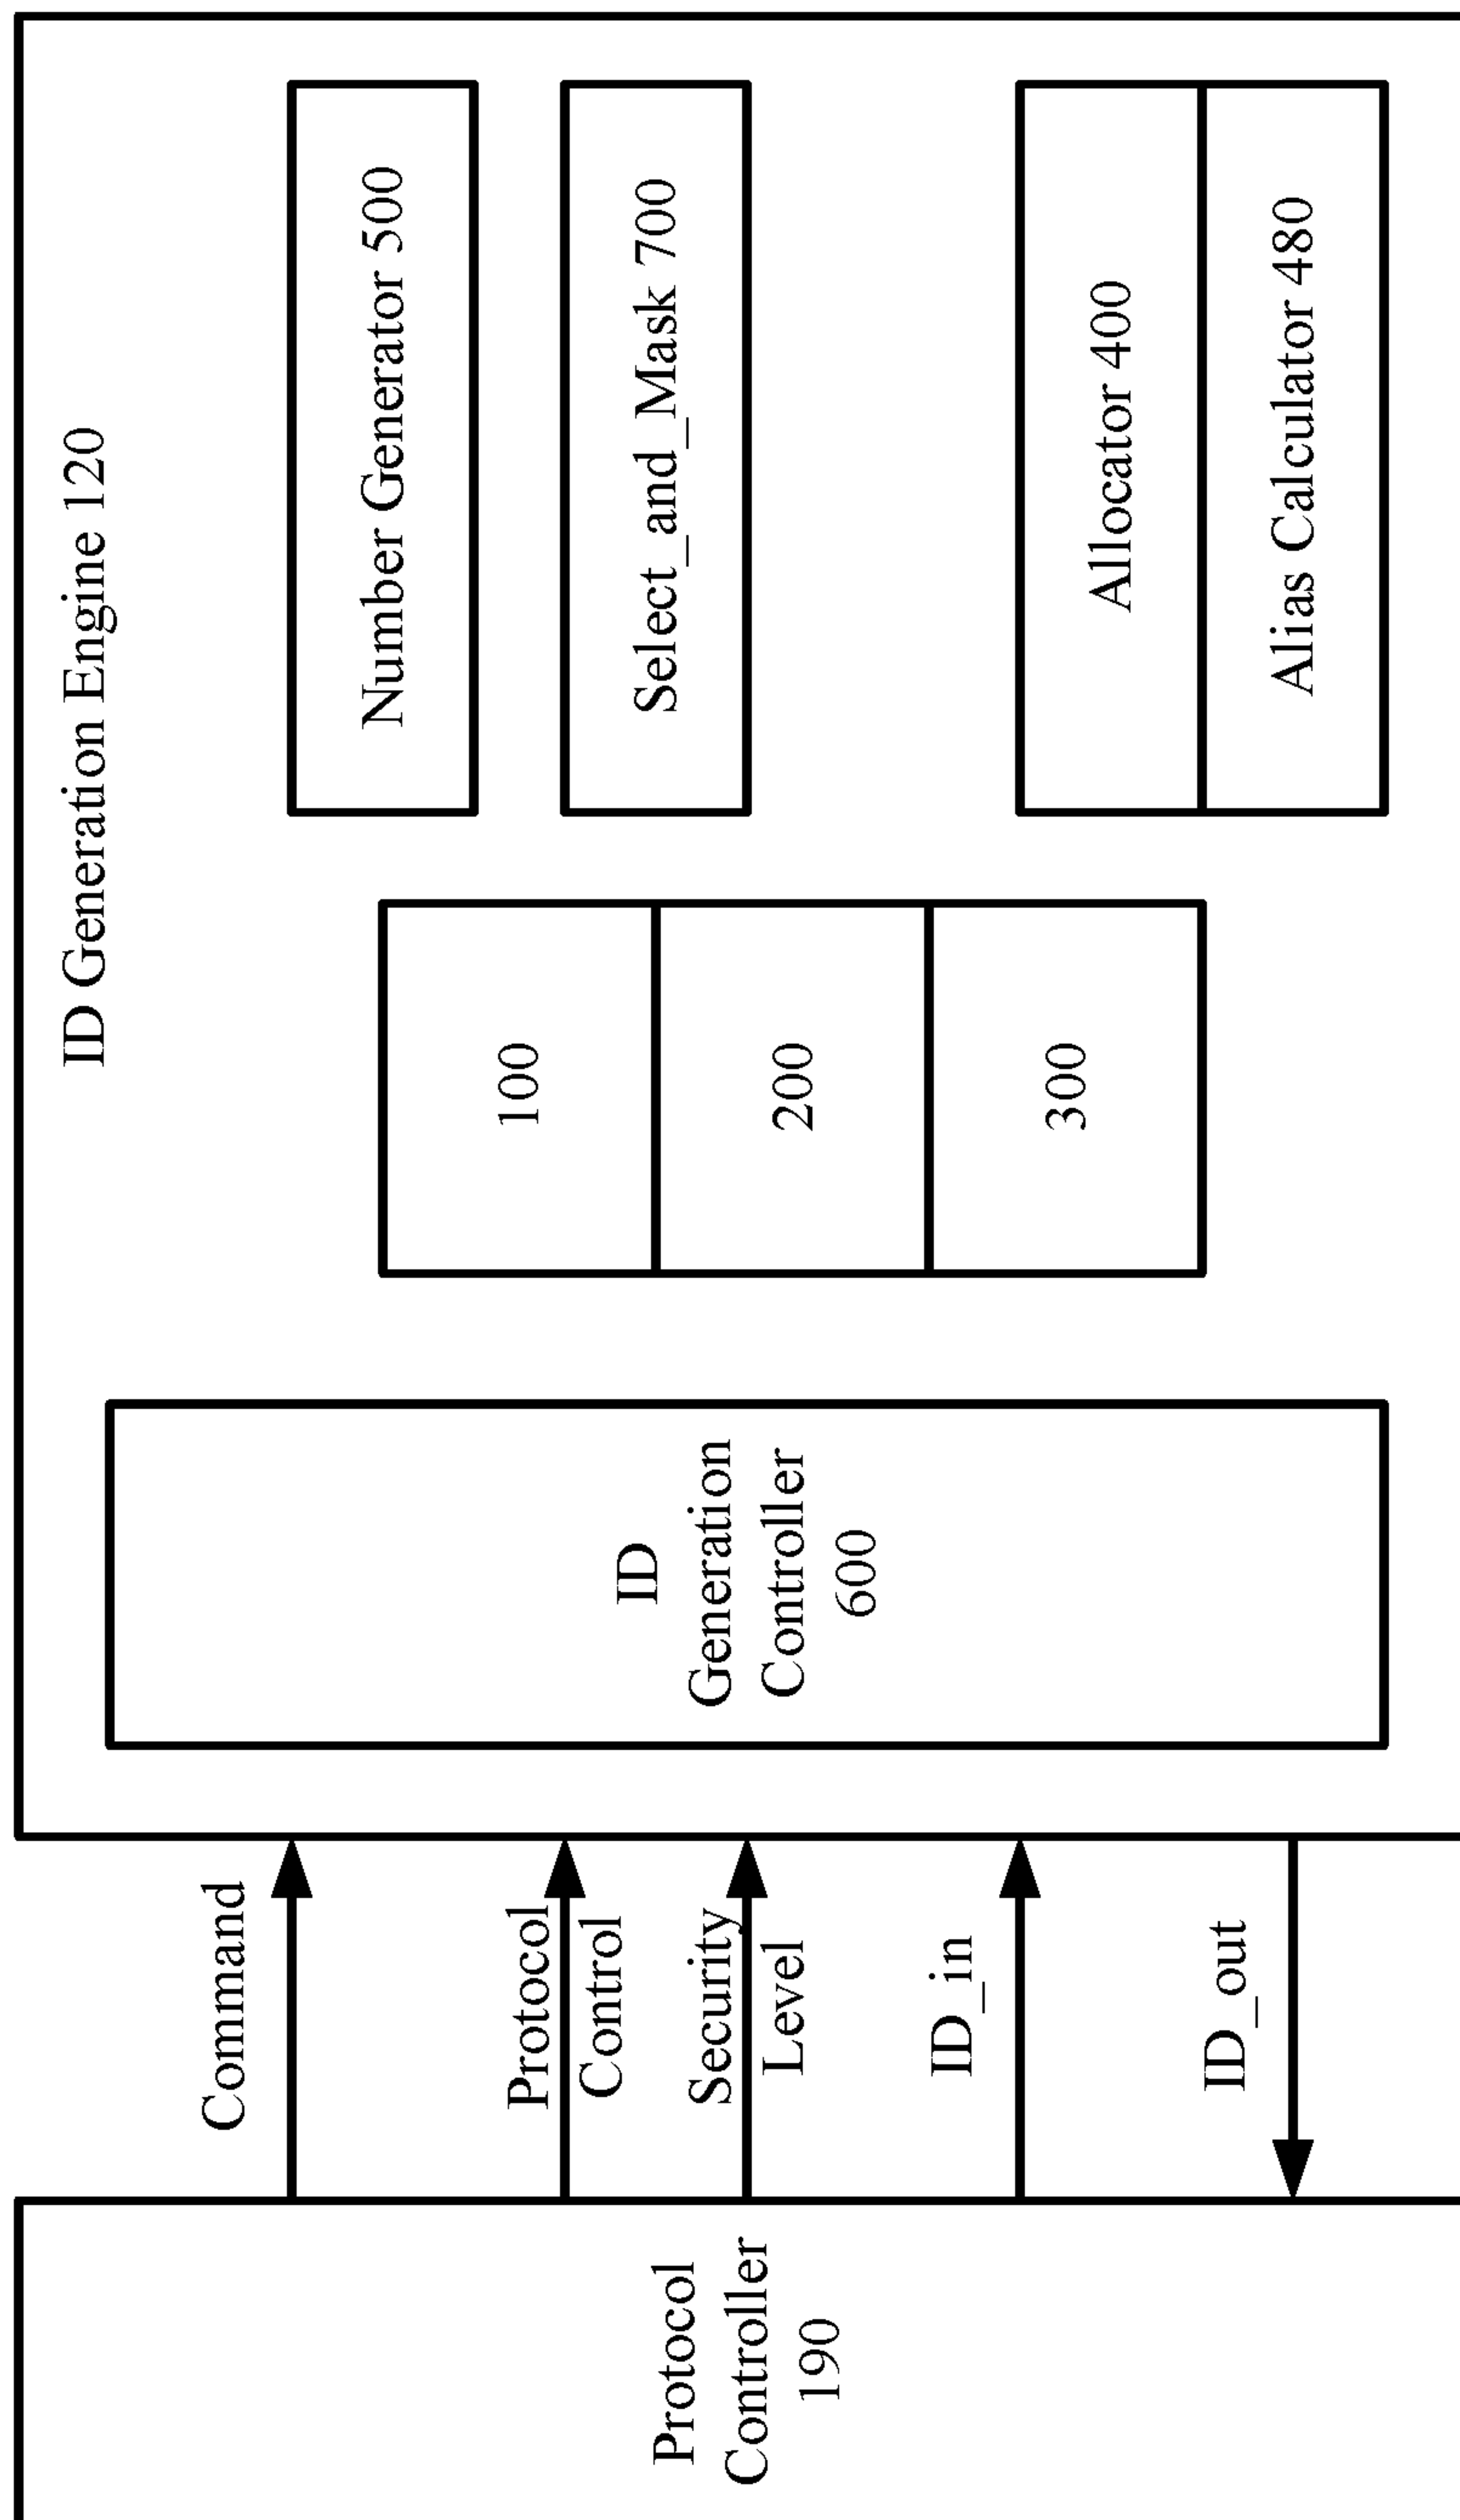 ID Generation Engine 120
Protocol
Controller
190
Command
Protocol
Control
Security
Level
ID_in
ID_out
ID
Generation
Controller
600
100
200
300
Number Generator 500
Select_and_Mask 700
Allocator 400
Alias Calculator 480